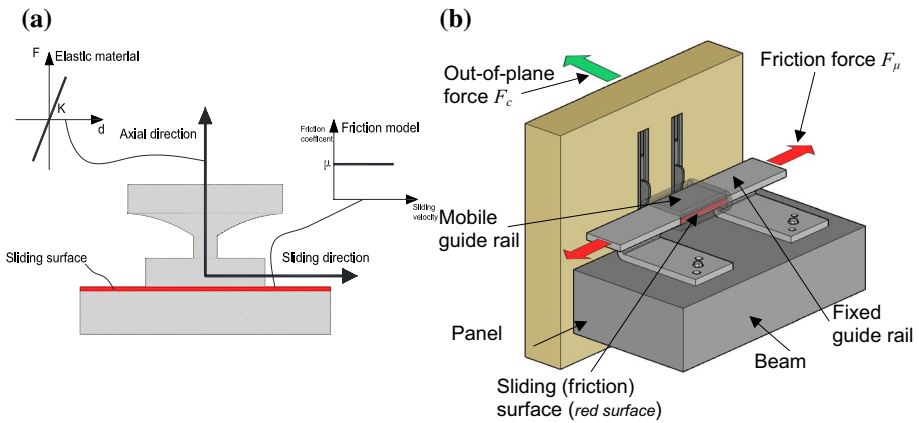 (a)
F
Elastic material
K
d
Axial direction
Friction
coefficent
Friction model
μ
Sliding
velocity
Sliding surface
Sliding direction
(b)
Out-of-plane
force Fc
Friction force Fμ
Mobile
guide rail
Panel
Fixed
guide rail
Beam
Sliding (friction)
surface (red surface)